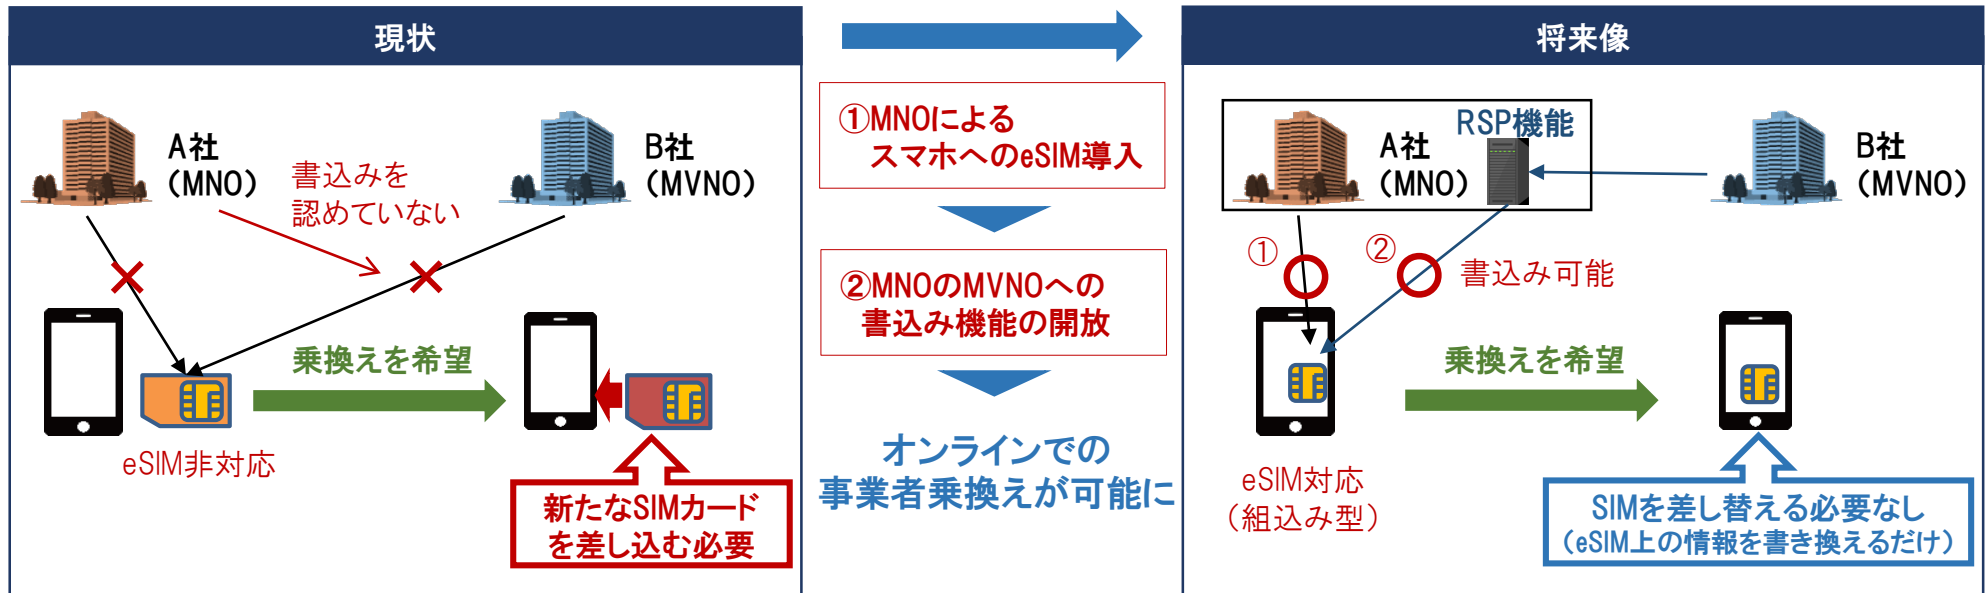 現状
A社
（MNO）
書込みを
認めていない
B社
（MVNO）
乗換えを希望
eSIM非対応
新たなSIMカード
を差し込む必要
①MNOによる
スマホへのeSIM導入
②MNOのMVNOへの
書込み機能の開放
オンラインでの
事業者乗換えが可能に
将来像
A社
（MNO）
RSP機能
B社
（MVNO）
①
②
書込み可能
乗換えを希望
eSIM対応
（組込み型）
SIMを差し替える必要なし
（eSIM上の情報を書き換えるだけ）